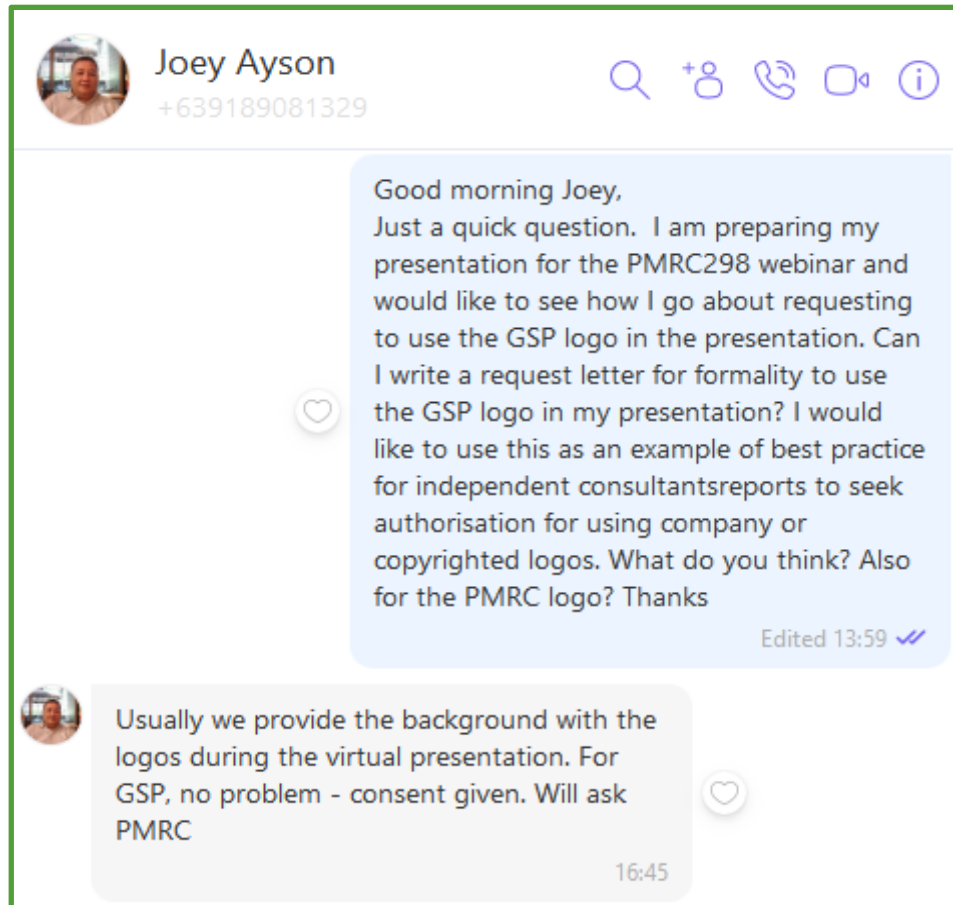 Joey Ayson
+639189081329
Good morning Joey,
Just a quick question.  I am preparing my
presentation for the PMRC298 webinar and
would like to see how I go about requesting
to use the GSP logo in the presentation. Can
I write a request letter for formality to use
the GSP logo in my presentation? I would
like to use this as an example of best practice
for independent consultantsreports to seek
authorisation for using company or
copyrighted logos. What do you think? Also
for the PMRC logo? Thanks
Edited 13:59
Usually we provide the background with the
logos during the virtual presentation. For
GSP, no problem - consent given. Will ask
PMRC
16:45